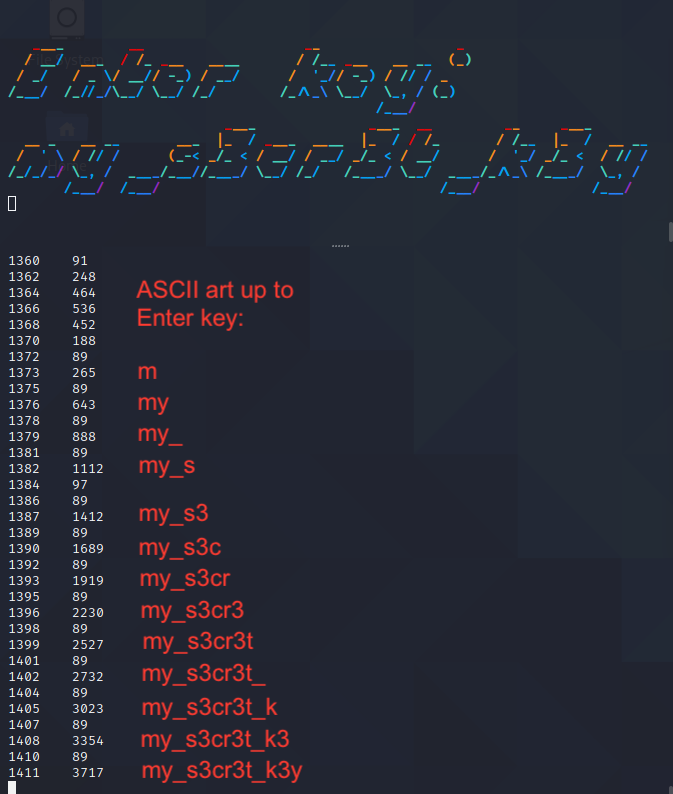 Enter key:
my_s3cr3t_k3y
1360 91
1362 248
1364 464 ASCII art up to
1366 536 Enter key:
1368 452
1370 188
1372 89
1373 265 m
1375 89
1376 643 my
1378 89
1379 888 my_
1381 89
1382 1112 my_s
1384 97
1386 89
1387 1412 my_s3
1389 89
1390 1689 my_s3c
1392 89
1393 1919 my_s3cr
1395 89
1396 2230 my_s3cr3
1398 89
1399 2527 my_s3cr3t
1401 89
1402 2732 my_s3cr3t_
1404 89
1405 3023 my_s3cr3t_k
1407 89
1408 3354 my_s3cr3t_k3
1410 89
1411 3717 my_s3cr3t_k3y